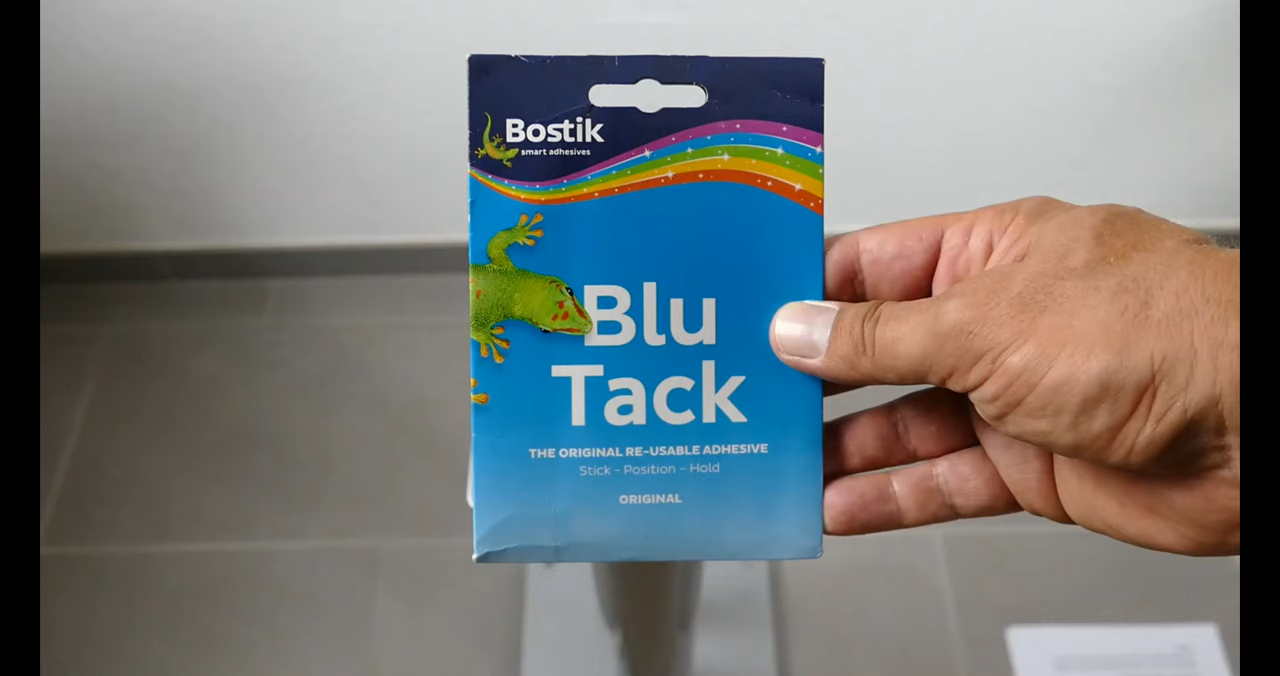 Bostik
smart adhesives
Blu
Tack
THE ORIGINAL RE-USABLE ADHESIVE
Stick - Position - Hold
ORIGINAL